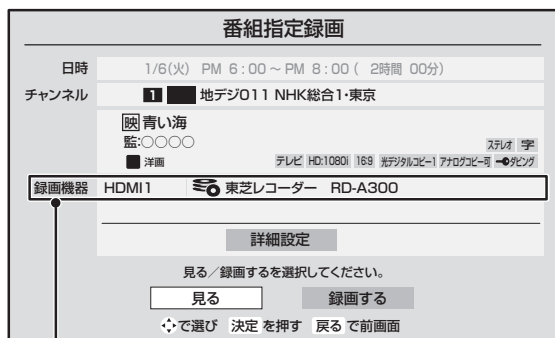 番組指定録画
日時 1/6(火) PM 6:00~PM 8:00( 2時間 00分)
チャンネル 1 地デジ011 NHK総合1・東京
映 青い海
監:○○○○
ステレオ 字
洋画 テレビ HD:1080i 16:9 光デジタルコピー1 アナログコピー可 ダビング
録画機器 HDMI1 東芝レコーダー RD-A300
詳細設定
見る/録画するを選択してください。
見る 録画する
で選び 決定 を押す 戻る で前画面